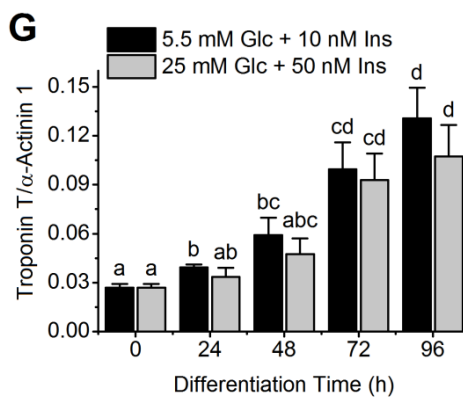 G
5.5 mM Glc + 10 nM Ins
25 mM Glc + 50 nM Ins
Troponin T/α-Actinin 1
0.15
0.12
0.09
0.06
0.03
0.00
a a b ab bc abc cd cd d d
0 24 48 72 96
Differentiation Time (h)